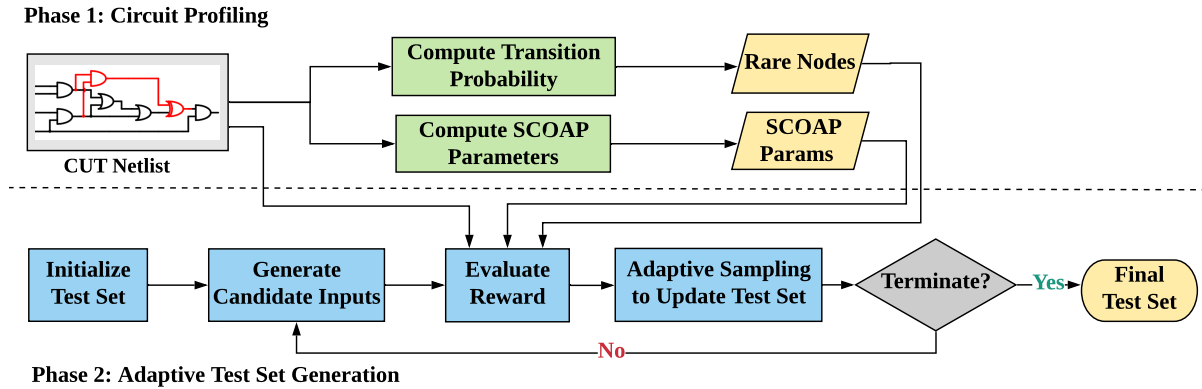 Phase 1: Circuit Profiling
Compute Transition
Probability
Rare Nodes
Compute SCOAP
Parameters
SCOAP
Params
CUT Netlist
Initialize
Test Set
Generate
Candidate Inputs
Evaluate
Reward
Adaptive Sampling
to Update Test Set
Terminate?
Yes
Final
Test Set
No
Phase 2: Adaptive Test Set Generation